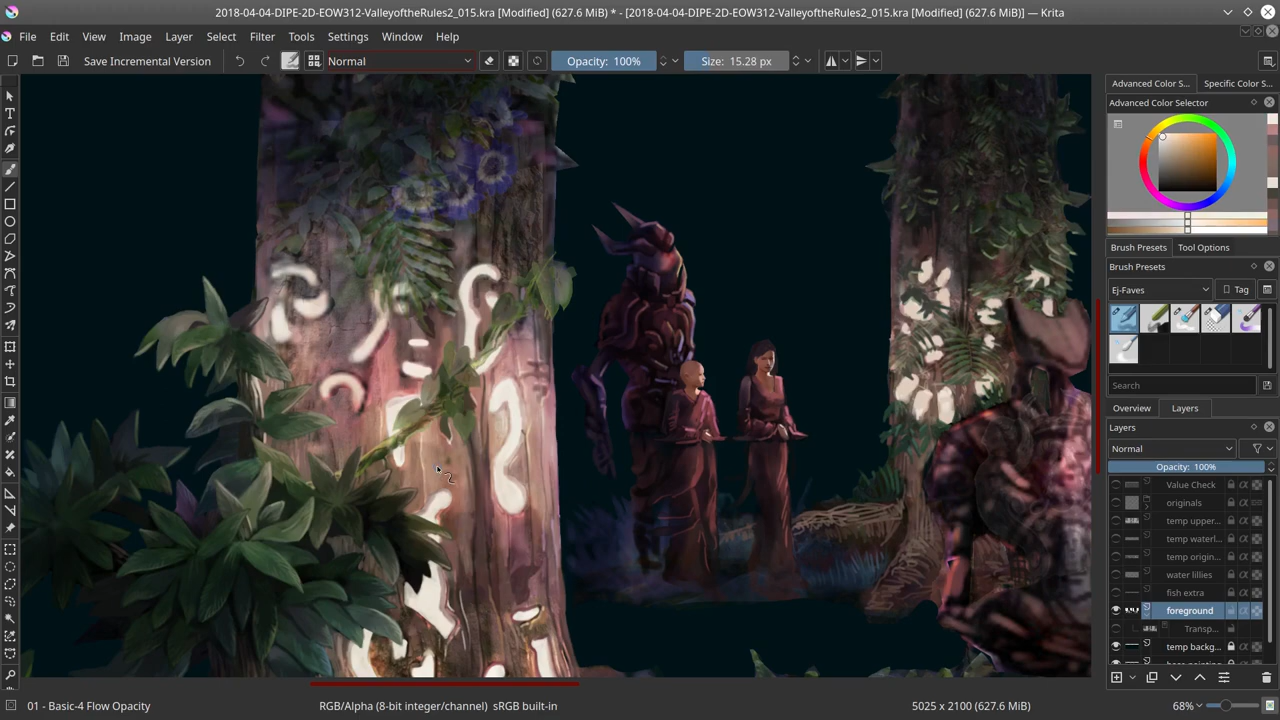 2018-04-04-DIPE-2D-EOW312-ValleyoftheRules2_015.kra [Modified] (627.6 MiB) * - [2018-04-04-DIPE-2D-EOW312-ValleyoftheRules2_015.kra [Modified] (627.6 MiB)] — Krita
File Edit View Image Layer Select Filter Tools Settings Window Help
Save Incremental Version Normal Opacity: 100% Size: 15.28 px
Advanced Color S... Specific Color S...
Advanced Color Selector
Brush Presets Tool Options
Brush Presets
Ej-Faves Tag
Search
Overview Layers
Layers
Normal
Opacity: 100%
Value Check
originals
temp upper...
temp waterl...
temp origin...
water lillies
fish extra
foreground
Transp...
temp backg...
01 - Basic-4 Flow Opacity RGB/Alpha (8-bit integer/channel) sRGB built-in 5025 x 2100 (627.6 MiB) 68%